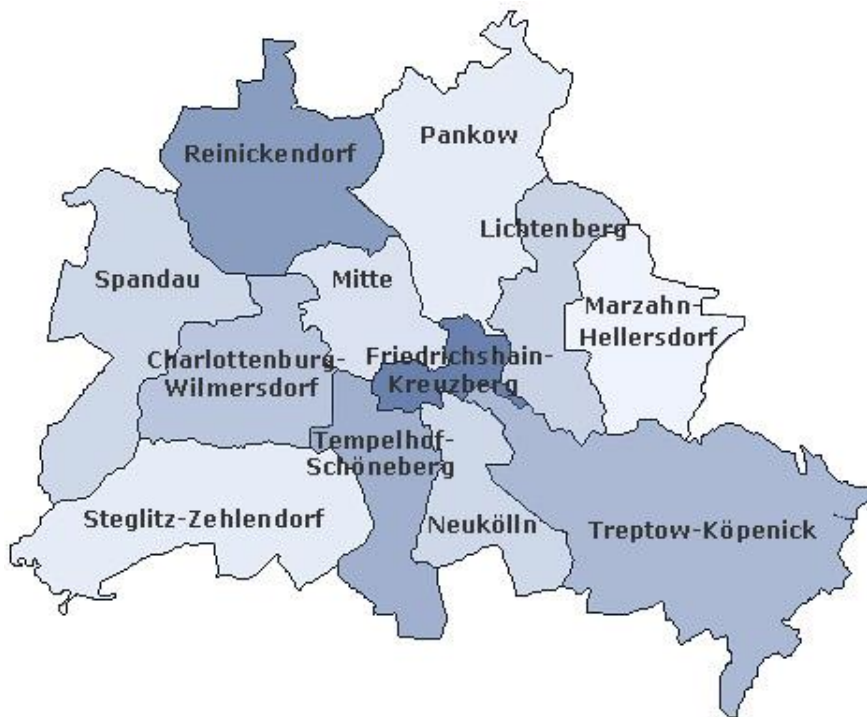 Pankow
Reinickendorf
Lichtenberg
Spandau
Mitte
Marzahn-
Hellersdorf
Charlottenburg-
Wilmersdorf
Friedrichshain-
Kreuzberg
Tempelhof-
Schöneberg
Steglitz-Zehlendorf
Neukölln
Treptow-Köpenick